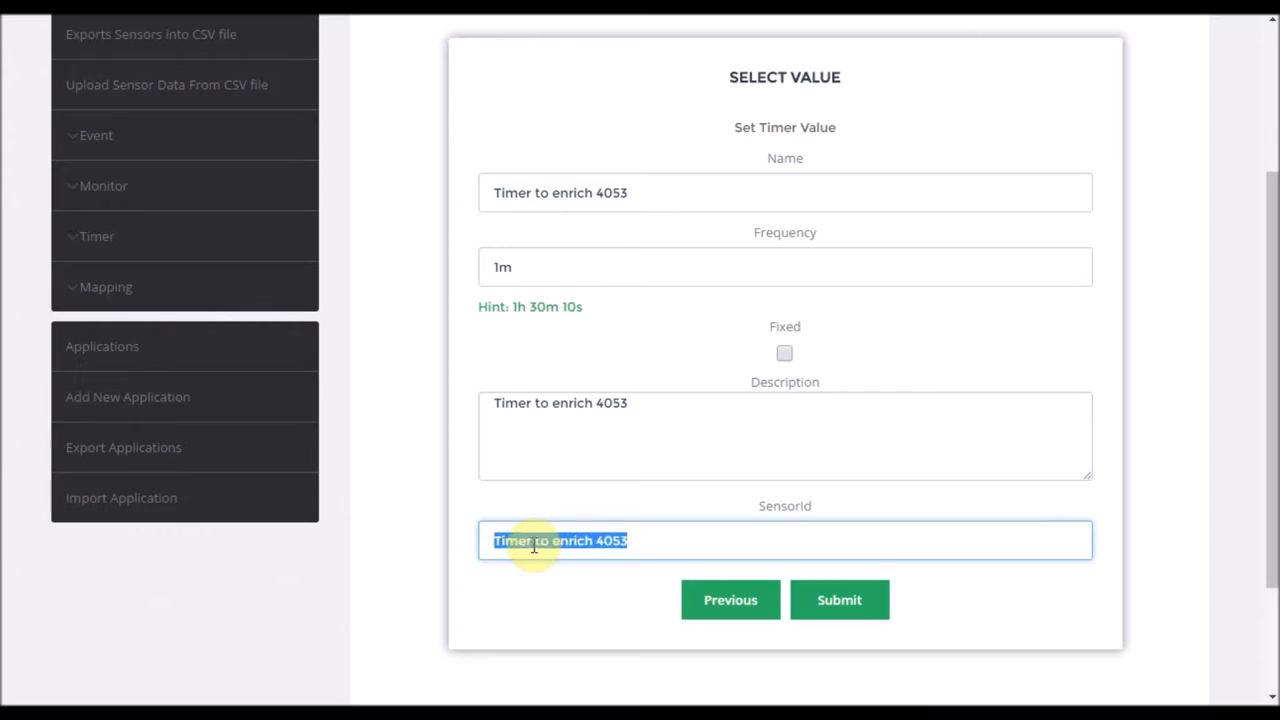 Exports Sensors Into CSV file
Upload Sensor Data From CSV file
Event
Monitor
Timer
Mapping
Applications
Add New Application
Export Applications
Import Application
SELECT VALUE
Set Timer Value
Name
Timer to enrich 4053
Frequency
1m
Hint: 1h 30m 10s
Fixed
Description
Timer to enrich 4053
SensorId
Timer to enrich 4053
Previous
Submit